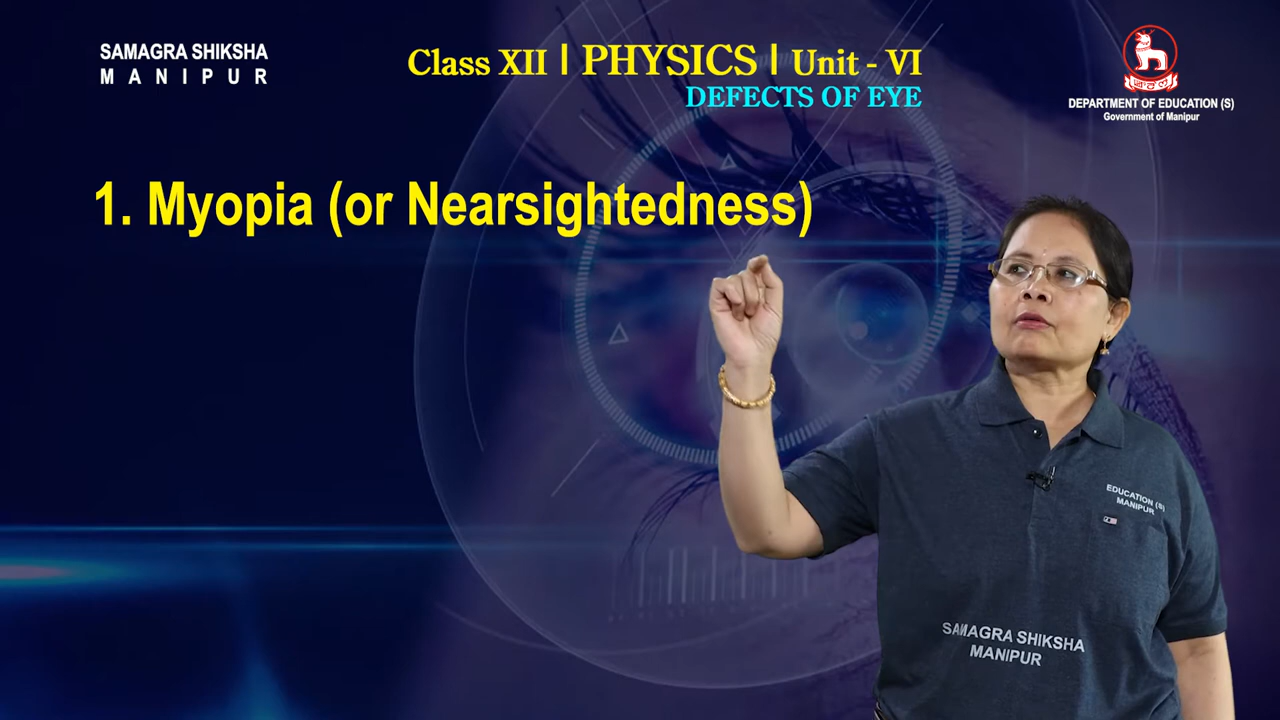 SAMAGRA SHIKSHA
MANIPUR
Class XII | PHYSICS | Unit - VI
DEFECTS OF EYE
DEPARTMENT OF EDUCATION (S)
Government of Manipur
1. Myopia (or Nearsightedness)
EDUCATION (S)
MANIPUR
SAMAGRA SHIKSHA
MANIPUR